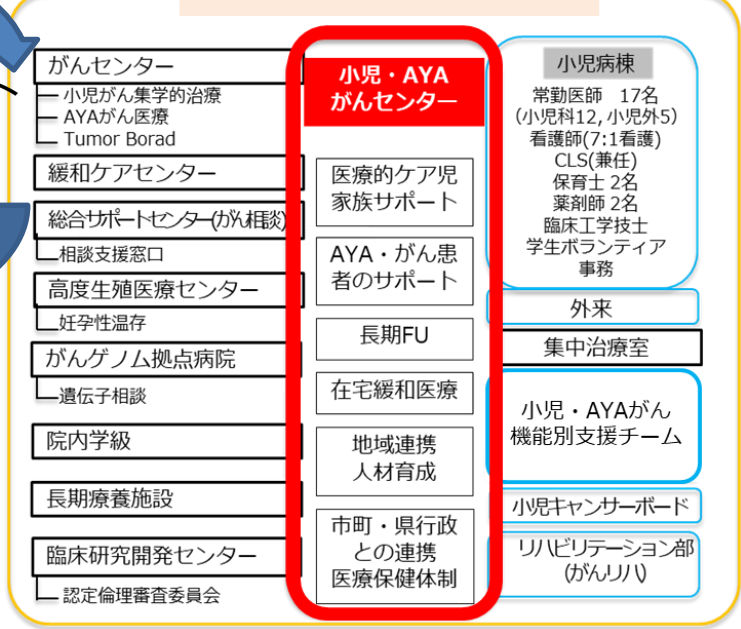 がんセンター
小児がん集学的治療
AYAがん医療
Tumor Borad
緩和ケアセンター
総合サポートセンター(がん相談)
相談支援窓口
高度生殖医療センター
妊孕性温存
がんゲノム拠点病院
遺伝子相談
院内学級
長期療養施設
臨床研究開発センター
認定倫理審査委員会
小児・AYA
がんセンター
医療的ケア児
家族サポート
AYA・がん患
者のサポート
長期FU
在宅緩和医療
地域連携
人材育成
市町・県行政
との連携
医療保健体制
小児病棟
常勤医師 17名
(小児科12, 小児外5)
看護師(7:1看護)
CLS(兼任)
保育士 2名
薬剤師 2名
臨床工学技士
学生ボランティア
事務
外来
集中治療室
小児・AYAがん
機能別支援チーム
小児キャンサーボード
リハビリテーション部
(がんリハ)